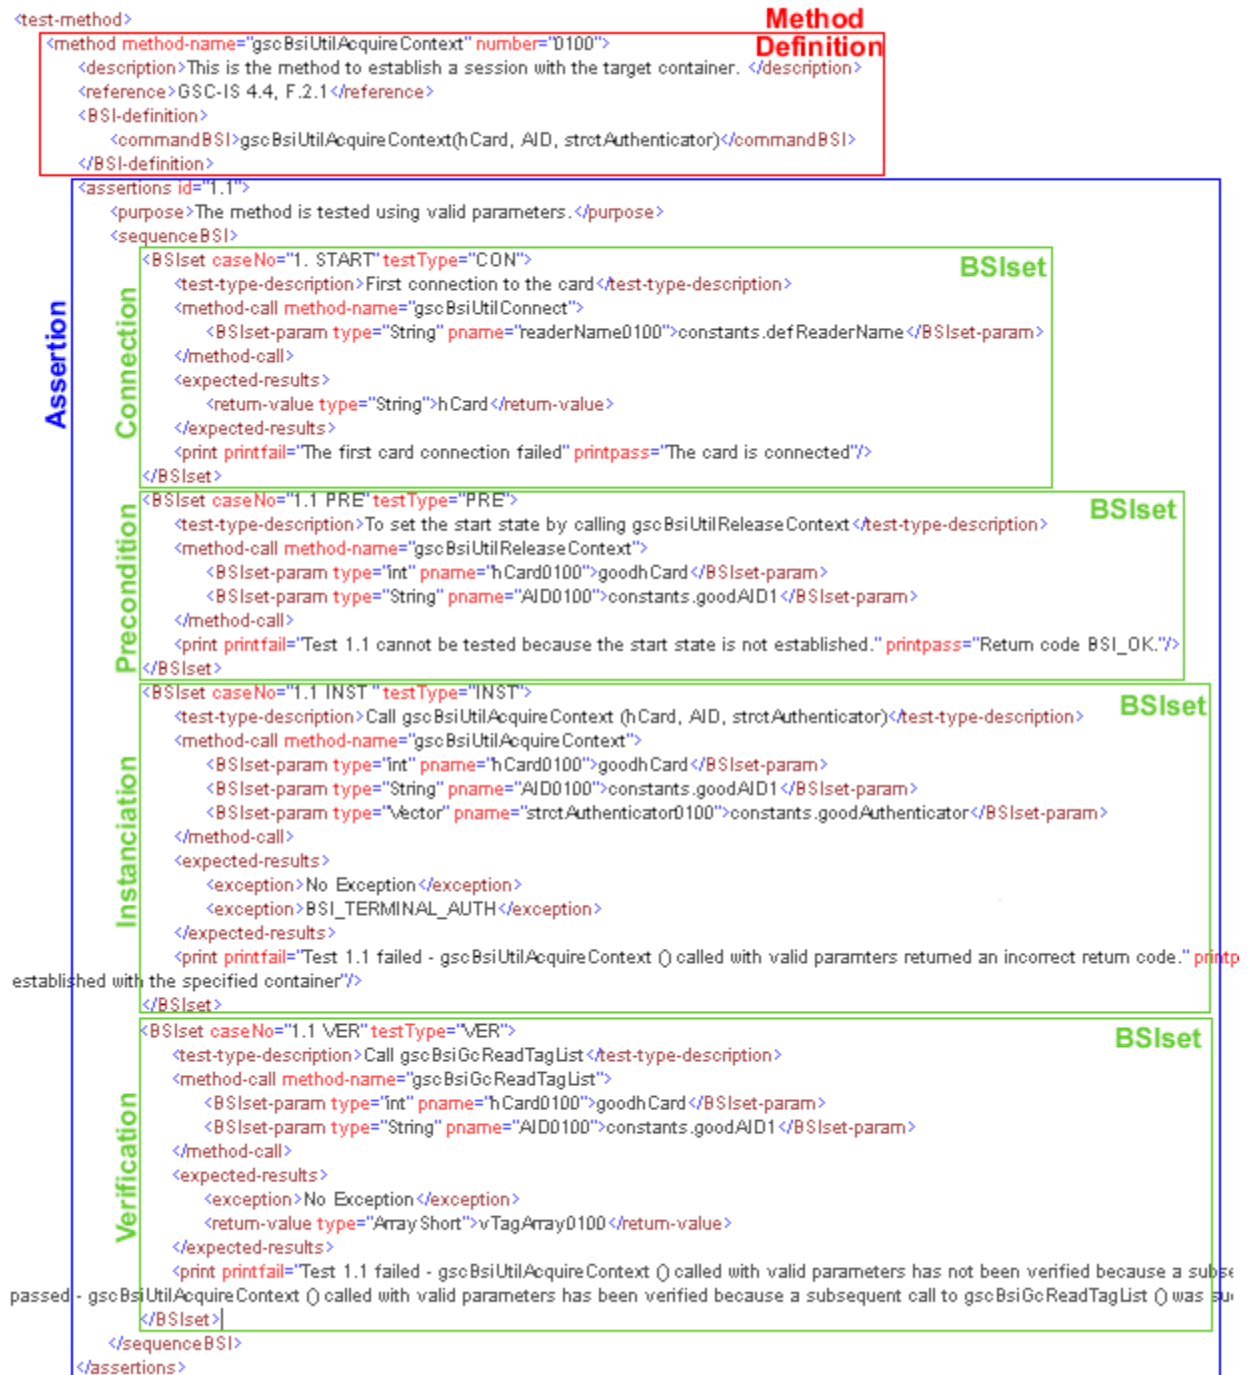 <test-method>
Method
Definition
<method method-name="gscBsiUtilAcquireContext" number="0100">
<description>This is the method to establish a session with the target container. </description>
<reference>GSC-IS 4.4, F.2.1</reference>
<BSI-definition>
<commandBSI>gscBsiUtilAcquireContext(hCard, AID, strctAuthenticator)</commandBSI>
</BSI-definition>
Assertion
<assertions id="1.1">
<purpose>The method is tested using valid parameters.</purpose>
<sequenceBSI>
Connection
BSIset
<BSIset caseNo="1. START" testType="CON">
<test-type-description>First connection to the card</test-type-description>
<method-call method-name="gscBsiUtilConnect">
<BSIset-param type="String" pname="readerName0100">constants.defReaderName</BSIset-param>
</method-call>
<expected-results>
<return-value type="String">hCard</return-value>
</expected-results>
<print printfail="The first card connection failed" printpass="The card is connected"/>
</BSIset>
Precondition
BSIset
<BSIset caseNo="1.1 PRE" testType="PRE">
<test-type-description>To set the start state by calling gscBsiUtilReleaseContext</test-type-description>
<method-call method-name="gscBsiUtilReleaseContext">
<BSIset-param type="int" pname="hCard0100">goodhCard</BSIset-param>
<BSIset-param type="String" pname="AID0100">constants.goodAID1</BSIset-param>
</method-call>
<print printfail="Test 1.1 cannot be tested because the start state is not established." printpass="Return code BSI_OK."/>
</BSIset>
Instanciation
BSIset
<BSIset caseNo="1.1 INST " testType="INST">
<test-type-description>Call gscBsiUtilAcquireContext (hCard, AID, strctAuthenticator)</test-type-description>
<method-call method-name="gscBsiUtilAcquireContext">
<BSIset-param type="int" pname="hCard0100">goodhCard</BSIset-param>
<BSIset-param type="String" pname="AID0100">constants.goodAID1</BSIset-param>
<BSIset-param type="Vector" pname="strctAuthenticator0100">constants.goodAuthenticator</BSIset-param>
</method-call>
<expected-results>
<exception>No Exception</exception>
<exception>BSI_TERMINAL_AUTH</exception>
</expected-results>
<print printfail="Test 1.1 failed - gscBsiUtilAcquireContext () called with valid paramters returned an incorrect return code." printp
established with the specified container"/>
</BSIset>
Verification
BSIset
<BSIset caseNo="1.1 VER" testType="VER">
<test-type-description>Call gscBsiGcReadTagList</test-type-description>
<method-call method-name="gscBsiGcReadTagList">
<BSIset-param type="int" pname="hCard0100">goodhCard</BSIset-param>
<BSIset-param type="String" pname="AID0100">constants.goodAID1</BSIset-param>
</method-call>
<expected-results>
<exception>No Exception</exception>
<return-value type="ArrayShort">vTagArray0100</return-value>
</expected-results>
<print printfail="Test 1.1 failed - gscBsiUtilAcquireContext () called with valid parameters has not been verified because a subse
passed - gscBsiUtilAcquireContext () called with valid parameters has been verified because a subsequent call to gscBsiGcReadTagList () was su
</BSIset>
</sequenceBSI>
</assertions>